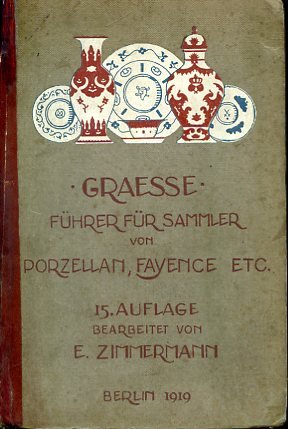 · GRAESSE ·
FÜHRER FÜR SAMMLER
VON
PORZELLAN, FAYENCE ETC.
15. AUFLAGE
BEARBEITET VON
E. ZIMMERMANN
BERLIN 1919